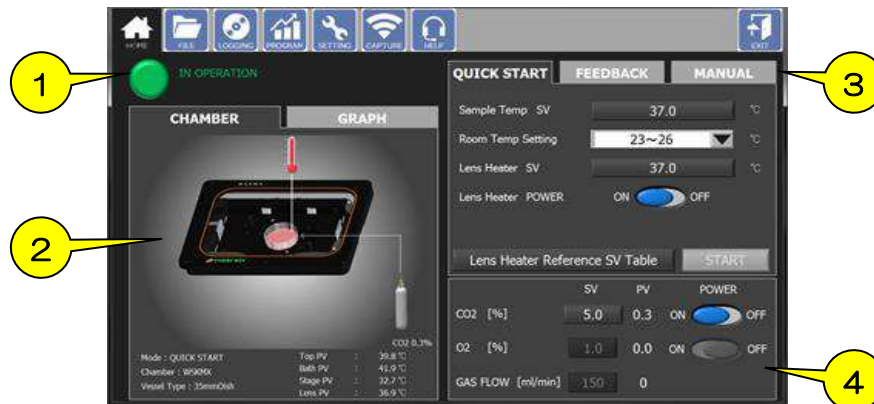 HOME FILE LOGGING PROGRAM SETTING CAPTURE HELP EXIT
1
IN OPERATION
QUICK START FEEDBACK MANUAL
3
CHAMBER GRAPH
Sample Temp SV 37.0 ℃
Room Temp Setting 23~26 ℃
Lens Heater SV 37.0 ℃
Lens Heater POWER ON OFF
2
Lens Heater Reference SV Table START
SV PV POWER
CO2 [%] 5.0 0.3 ON OFF
CO2 0.3%
O2 [%] 1.0 0.0 ON OFF
Mode : QUICK START
Chamber : WSKMX
Vessel Type : 35mmDish
Top PV : 39.8 ℃
Bath PV : 41.9 ℃
Stage PV : 32.7 ℃
Lens PV : 36.9 ℃
GAS FLOW [ml/min] 150 0
4